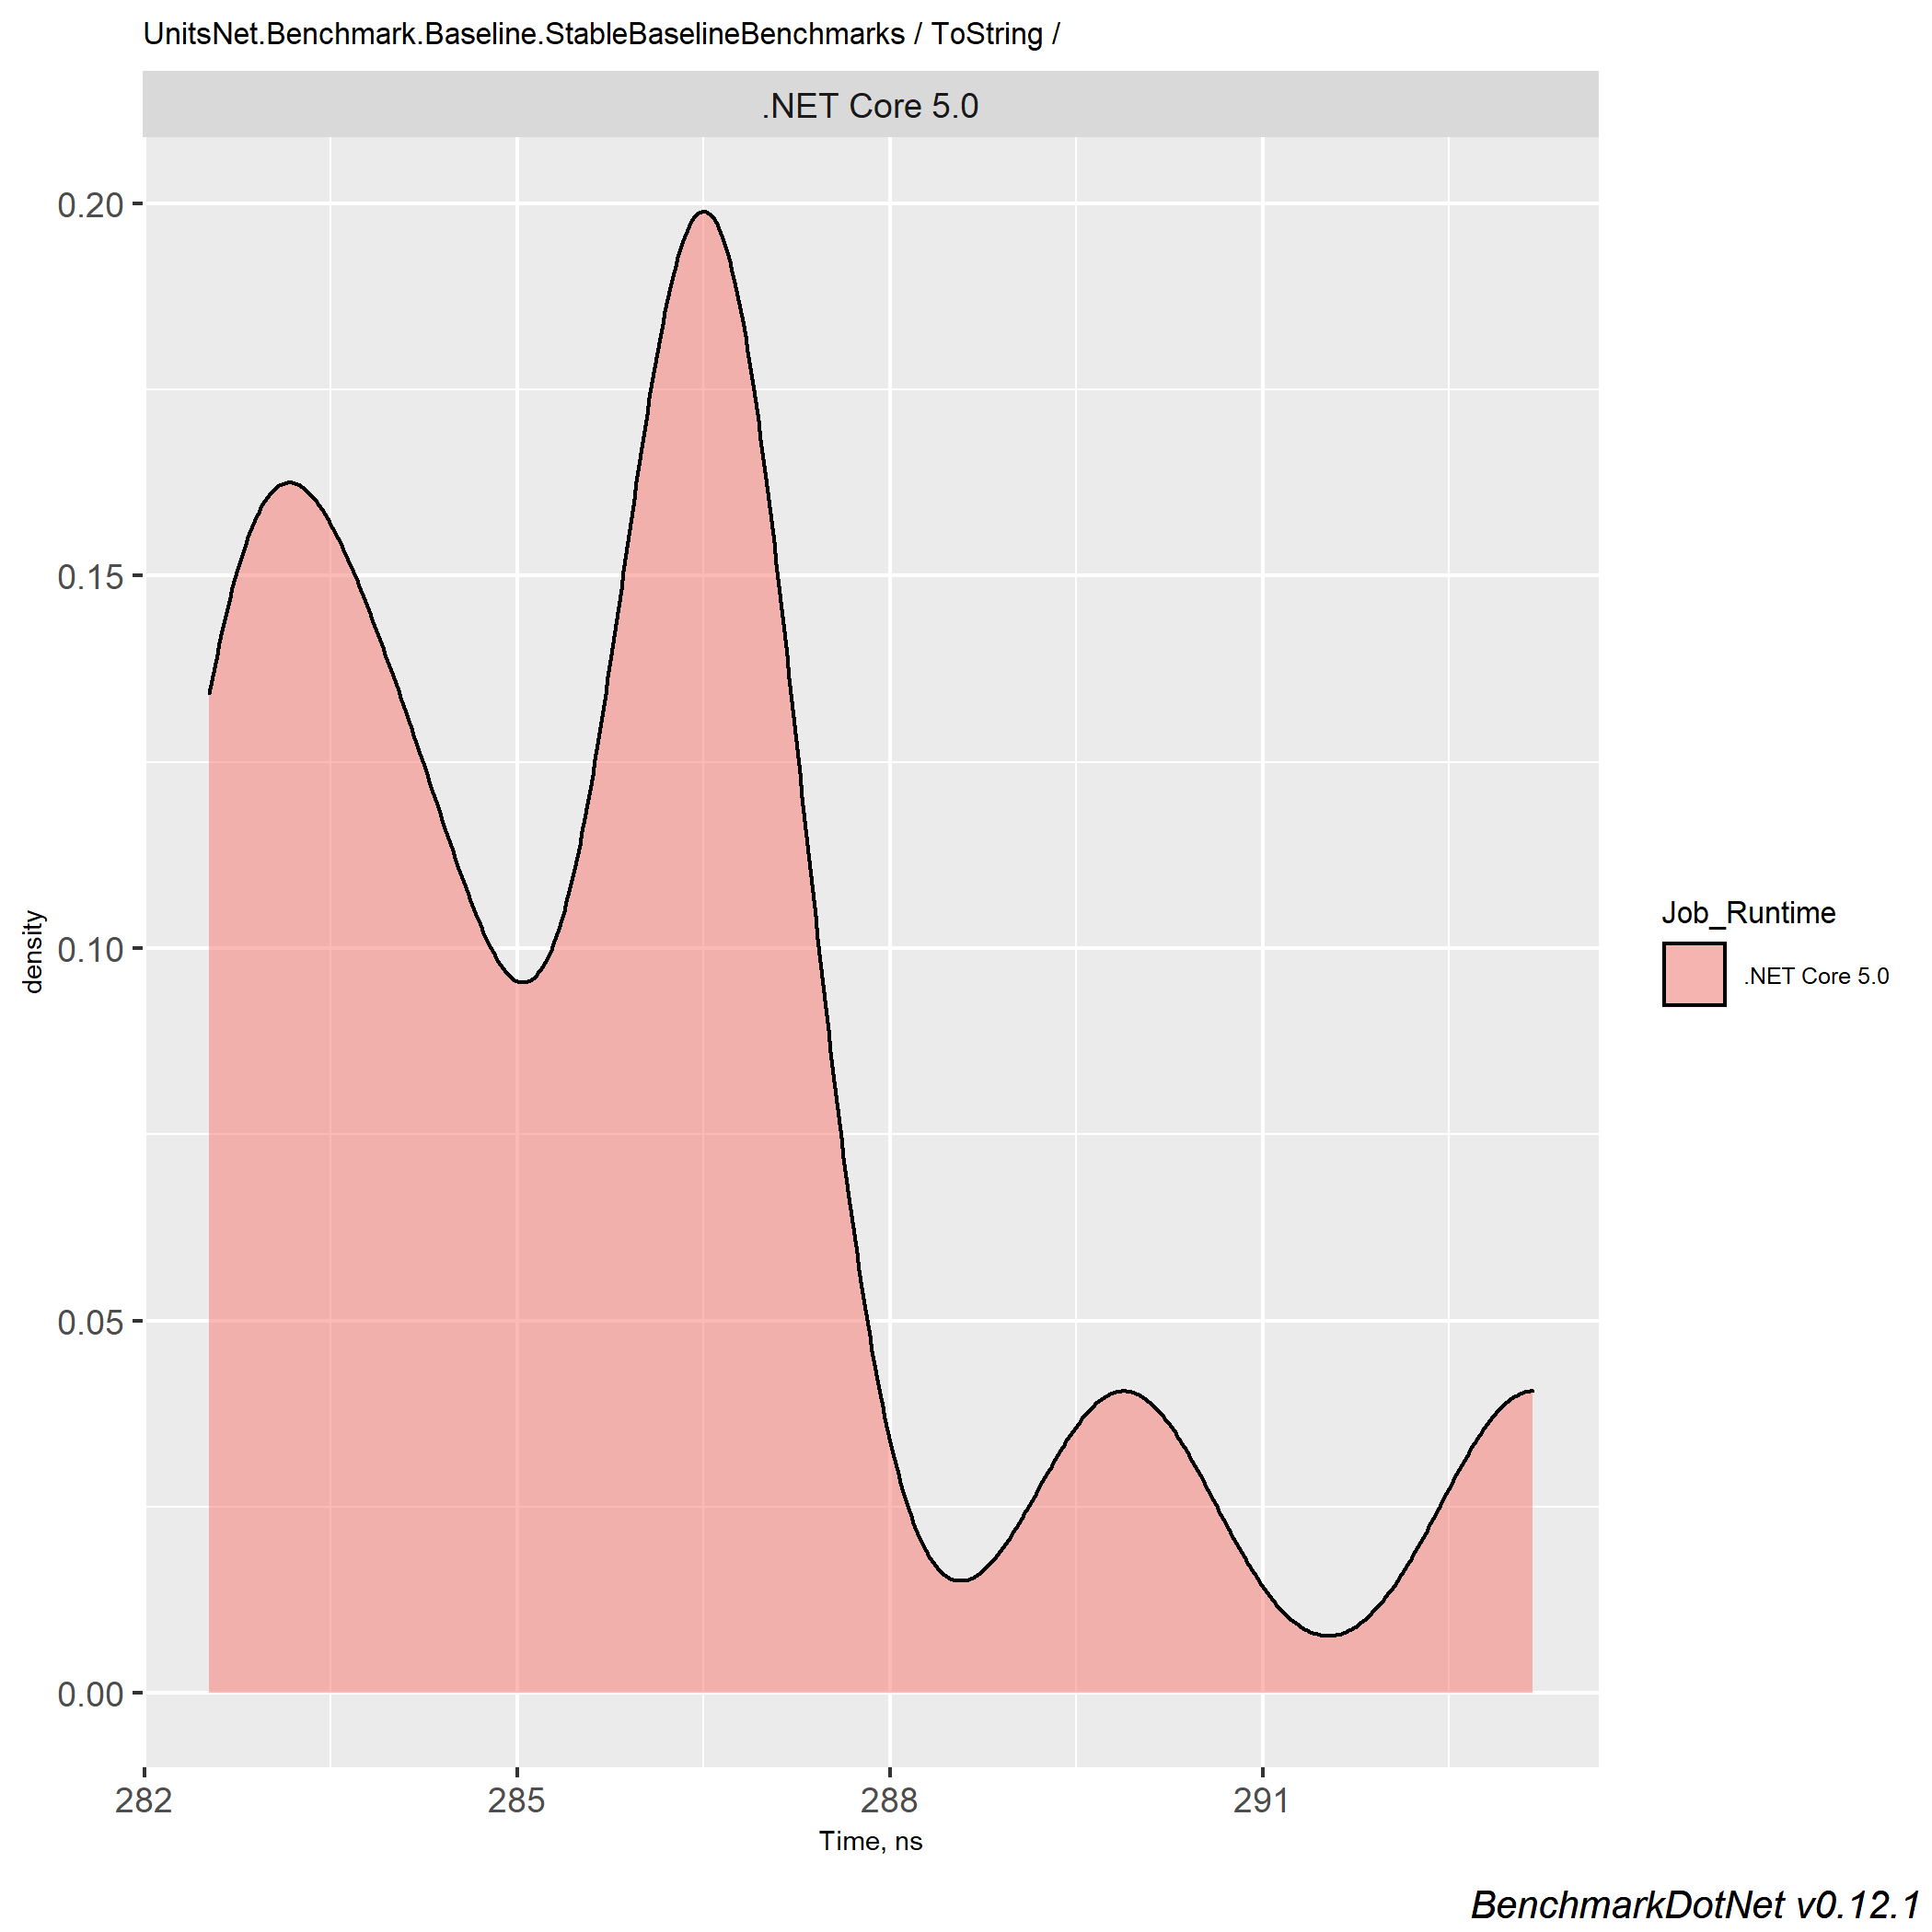 UnitsNet.Benchmark.Baseline.StableBaselineBenchmarks / ToString /
.NET Core 5.0
0.20
0.15
0.10
0.05
0.00
density
282 285 288 291
Time, ns
Job_Runtime
.NET Core 5.0
BenchmarkDotNet v0.12.1